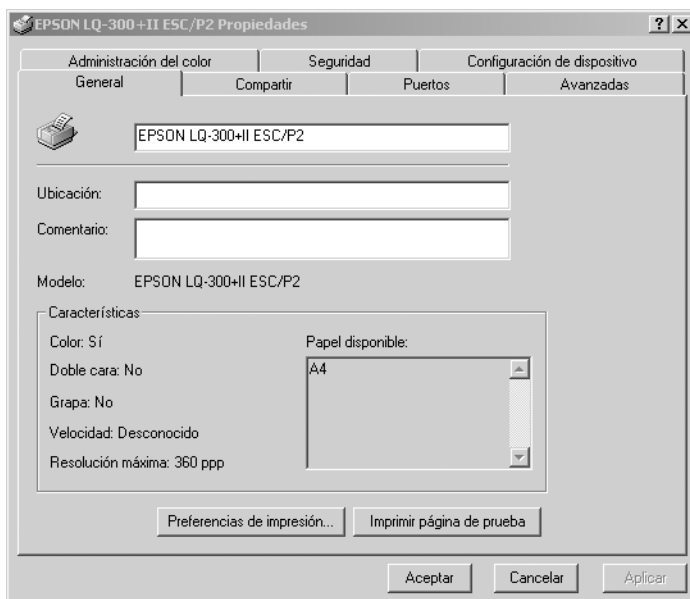 EPSON LQ-300+II ESC/P2 Propiedades
Administración del color Seguridad Configuración de dispositivo
General Compartir Puertos Avanzadas
EPSON LQ-300+II ESC/P2
Ubicación:
Comentario:
Modelo: EPSON LQ-300+II ESC/P2
Características
Color: Sí Papel disponible:
Doble cara: No A4
Grapa: No
Velocidad: Desconocido
Resolución máxima: 360 ppp
Preferencias de impresión... Imprimir página de prueba
Aceptar Cancelar Aplicar